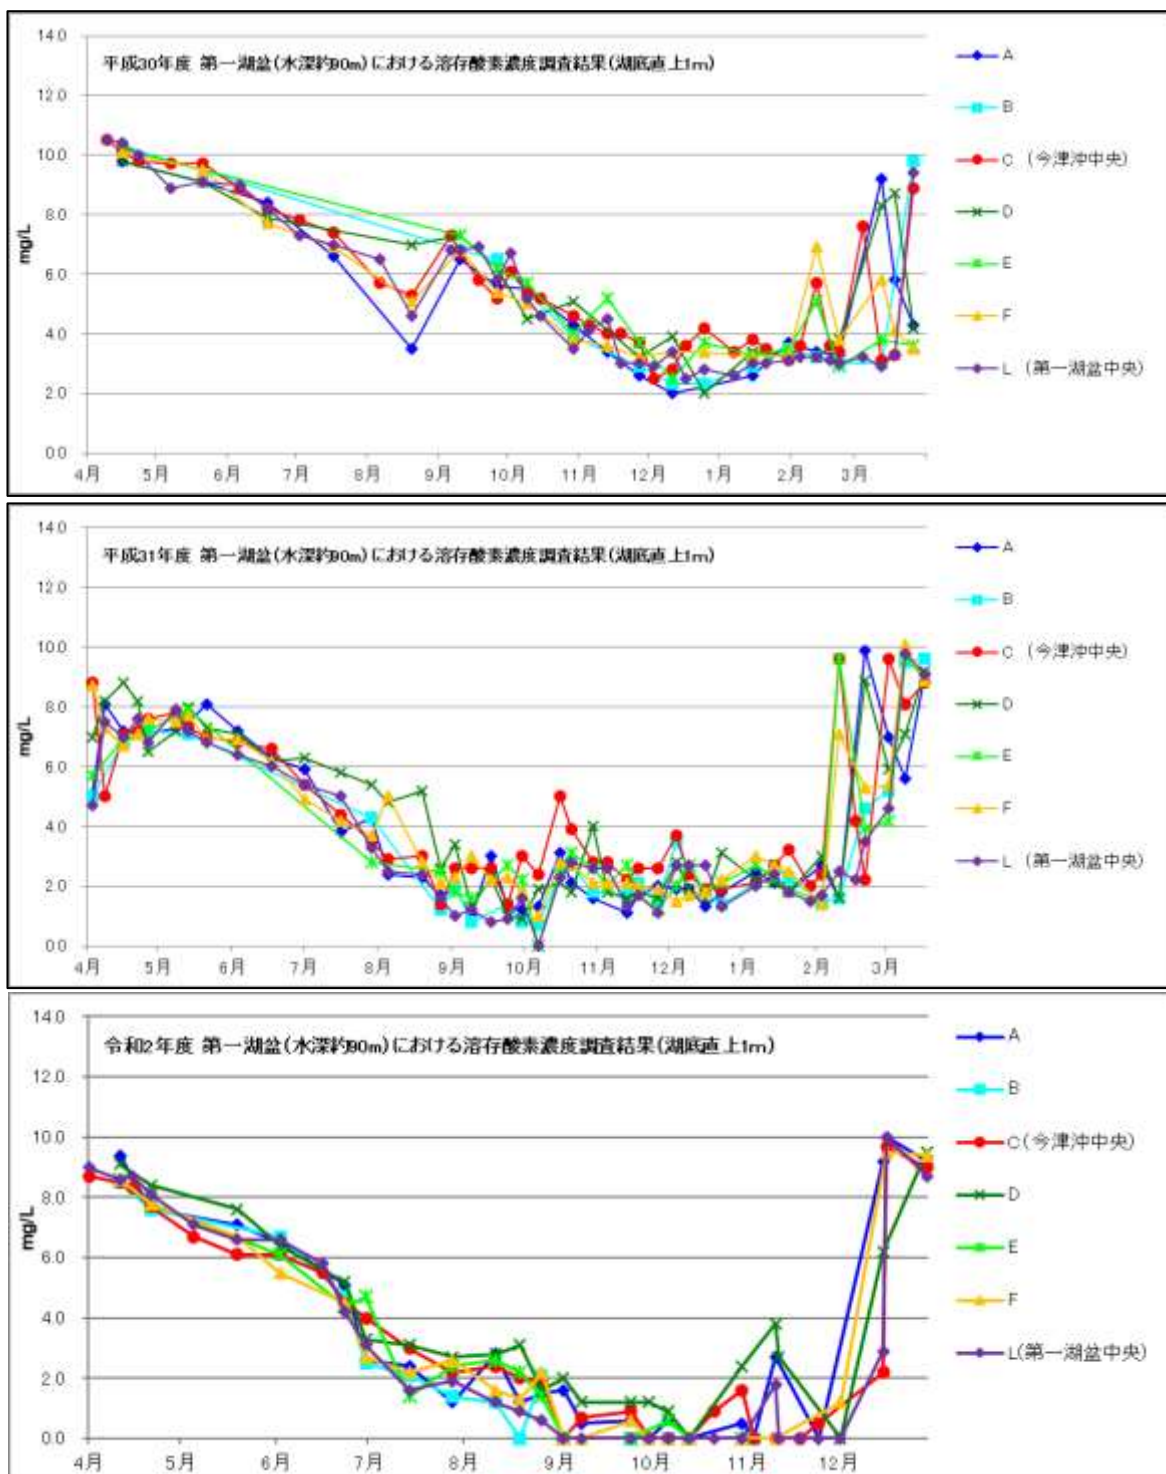 平成30年度 第一湖盆(水深約90m)における溶存酸素濃度調査結果(湖底直上1m)
14.0
12.0
10.0
8.0
6.0
4.0
2.0
0.0
mg/L
4月 5月 6月 7月 8月 9月 10月 11月 12月 1月 2月 3月
A
B
C (今津沖中央)
D
E
F
L (第一湖盆中央)
平成31年度 第一湖盆(水深約90m)における溶存酸素濃度調査結果(湖底直上1m)
14.0
12.0
10.0
8.0
6.0
4.0
2.0
0.0
mg/L
4月 5月 6月 7月 8月 9月 10月 11月 12月 1月 2月 3月
A
B
C (今津沖中央)
D
E
F
L (第一湖盆中央)
令和2年度 第一湖盆(水深約90m)における溶存酸素濃度調査結果(湖底直上1m)
14.0
12.0
10.0
8.0
6.0
4.0
2.0
0.0
mg/L
4月 5月 6月 7月 8月 9月 10月 11月 12月
A
B
C(今津沖中央)
D
E
F
L(第一湖盆中央)